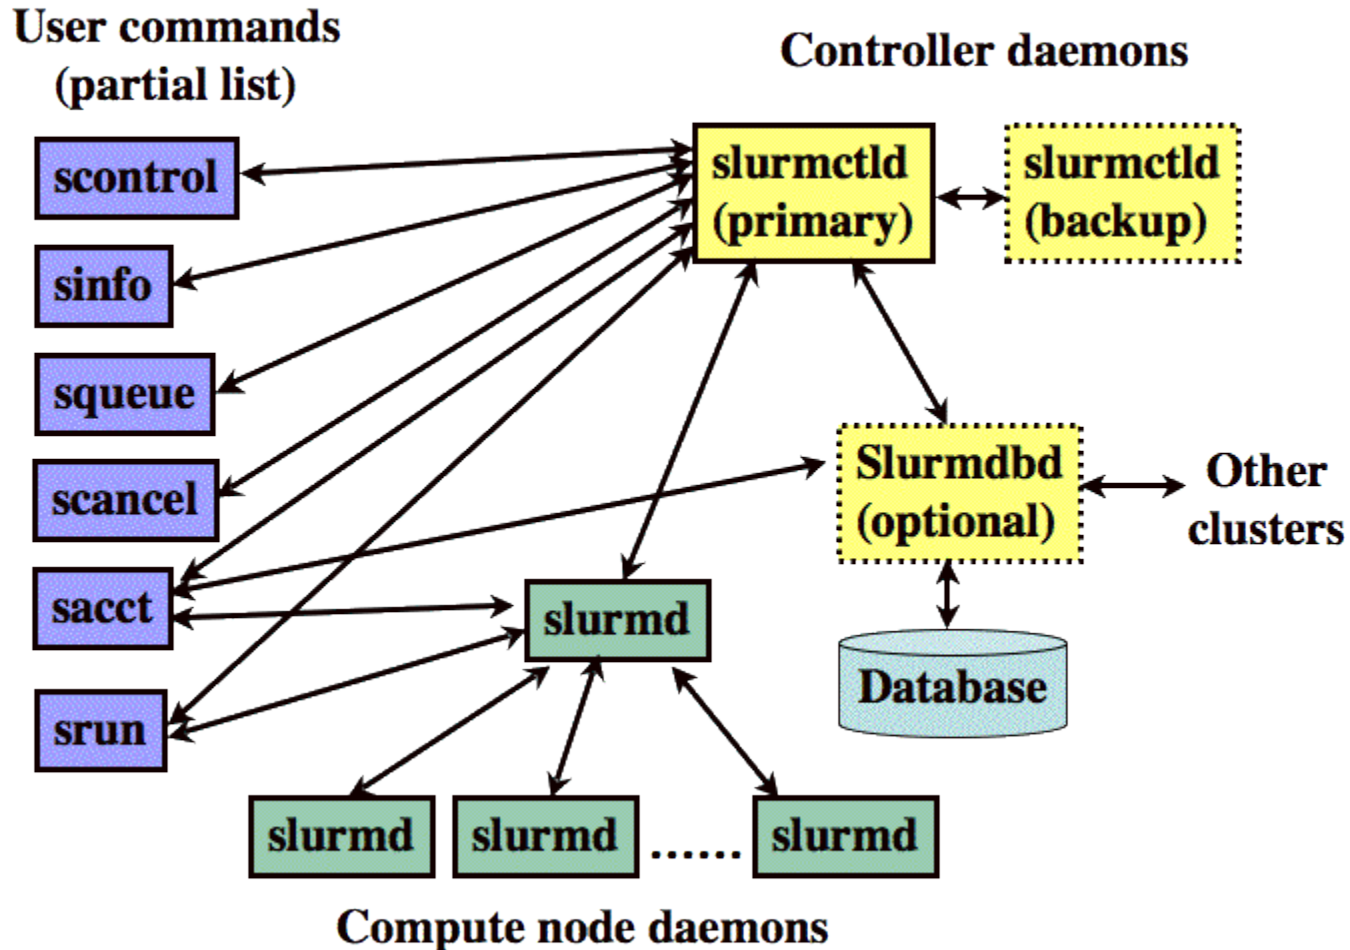 User commands
(partial list)
Controller daemons
scontrol
sinfo
squeue
scancel
sacct
srun
slurmctld
(primary)
slurmctld
(backup)
Slurmdbd
(optional)
Other
clusters
Database
slurmd
slurmd
slurmd
......
slurmd
Compute node daemons